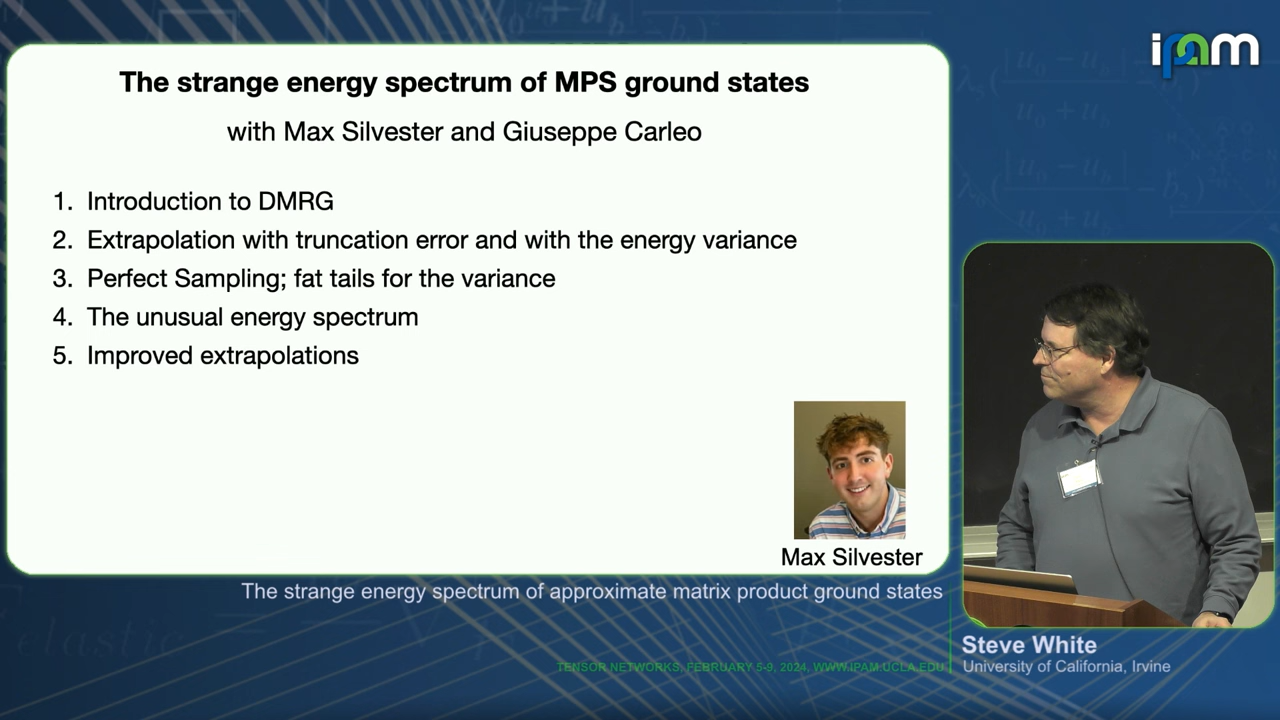 ipam
The strange energy spectrum of MPS ground states
with Max Silvester and Giuseppe Carleo
1. Introduction to DMRG
2. Extrapolation with truncation error and with the energy variance
3. Perfect Sampling; fat tails for the variance
4. The unusual energy spectrum
5. Improved extrapolations
Max Silvester
The strange energy spectrum of approximate matrix product ground states
Steve White
University of California, Irvine
TENSOR NETWORKS, FEBRUARY 5-9, 2024, WWW.IPAM.UCLA.EDU
elastic